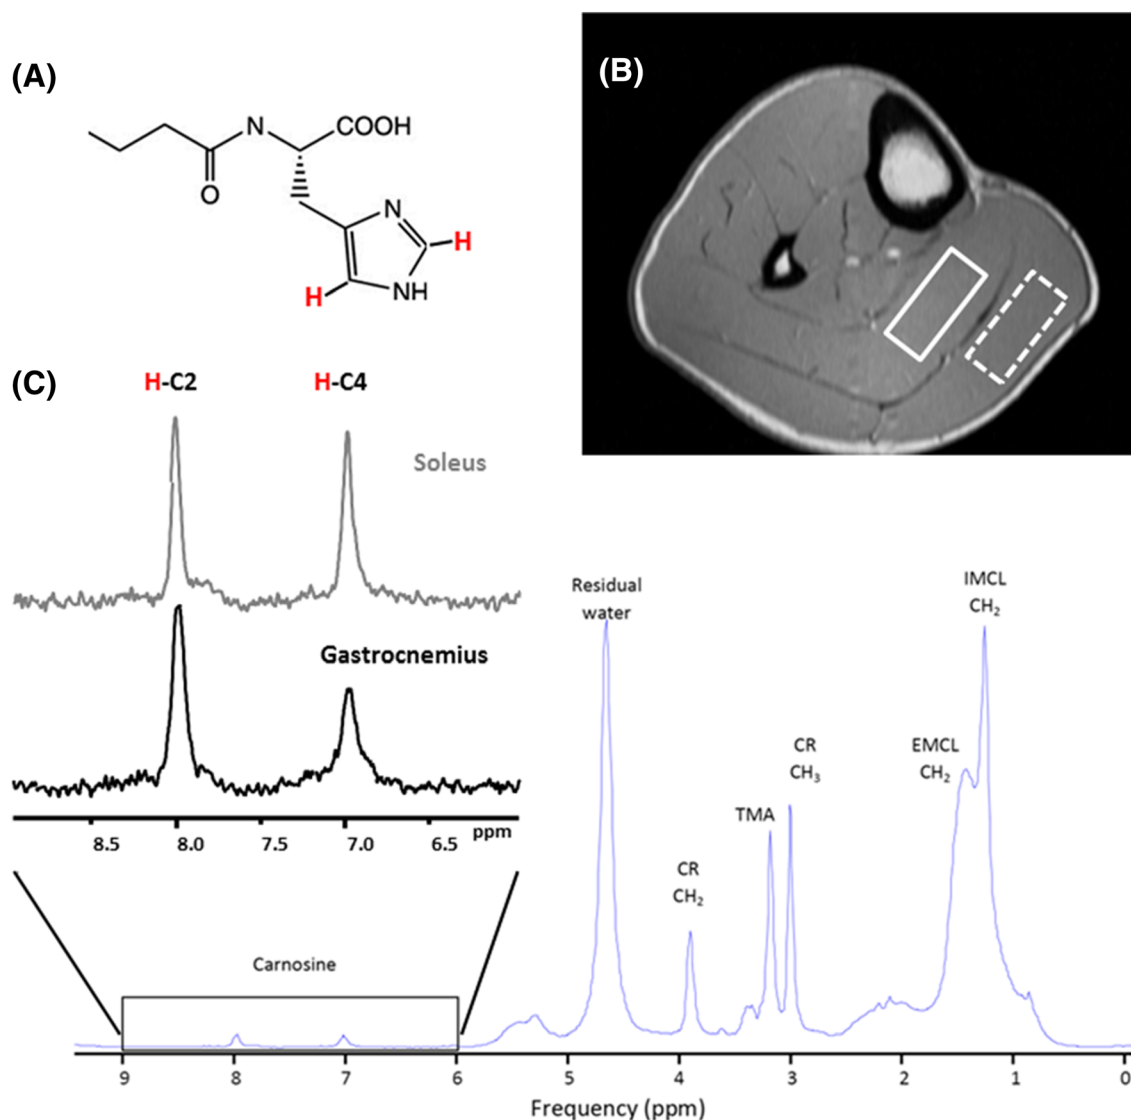 (A)
N
COOH
O
N
H
H
NH
(B)
(C)
H-C2
H-C4
Soleus
Gastrocnemius
8.5 8.0 7.5 7.0 6.5 ppm
Residual
water
IMCL
CH₂
CR
CH₃
EMCL
CH₂
TMA
CR
CH₂
Carnosine
9 8 7 6 5 4 3 2 1 0
Frequency (ppm)